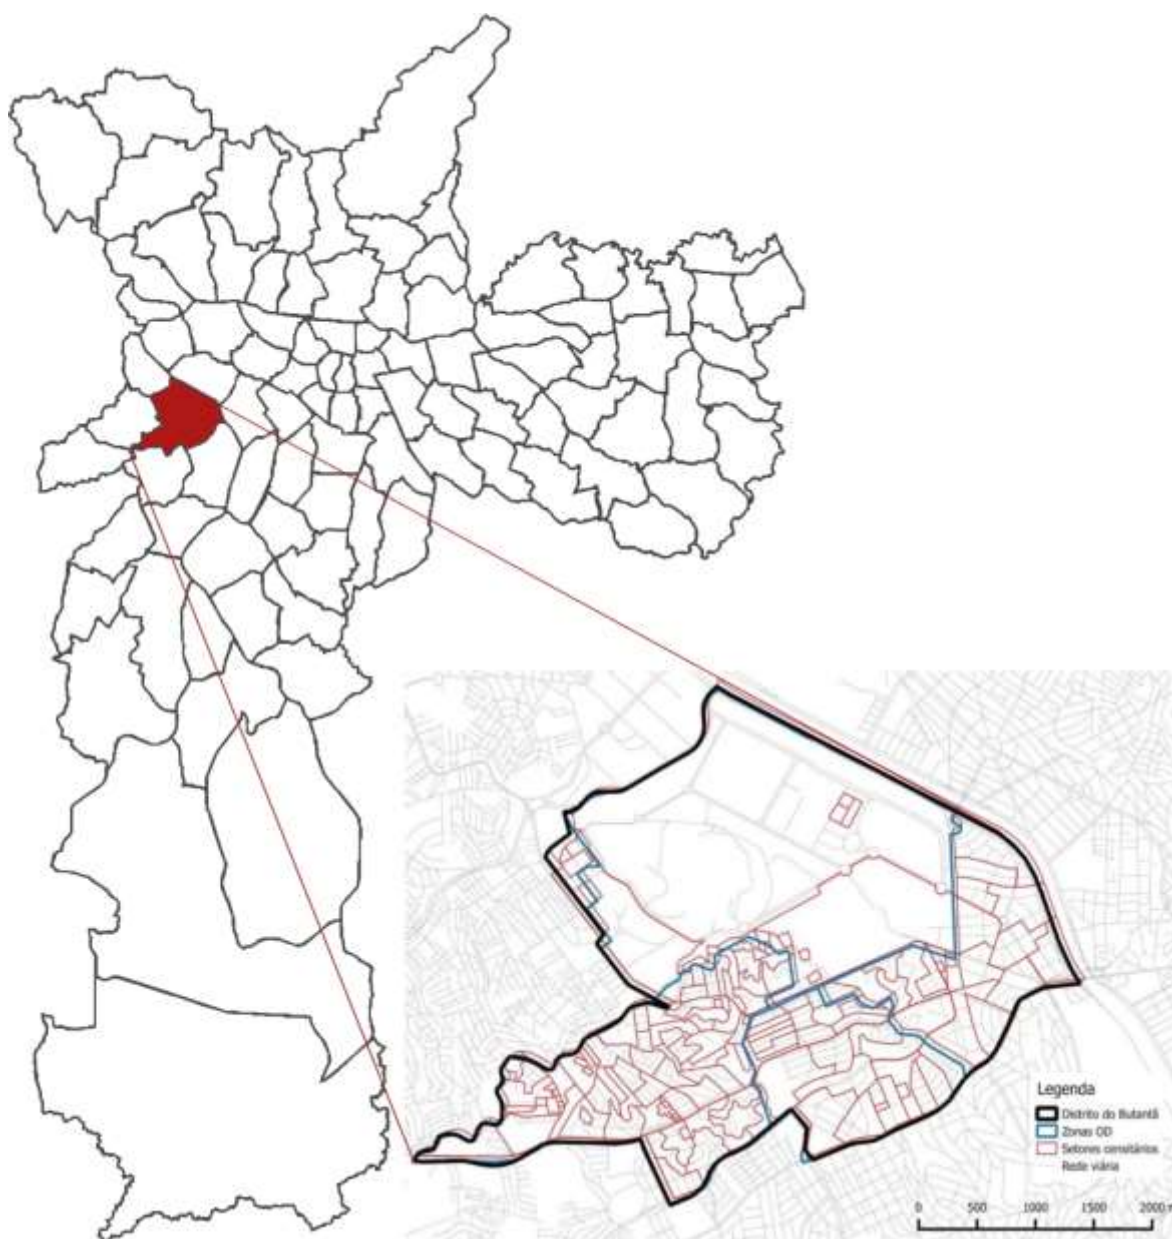 Legenda
Distrito do Butantã
Zonas OD
Setores censitários
Rede viária
0 500 1000 1500 2000 m